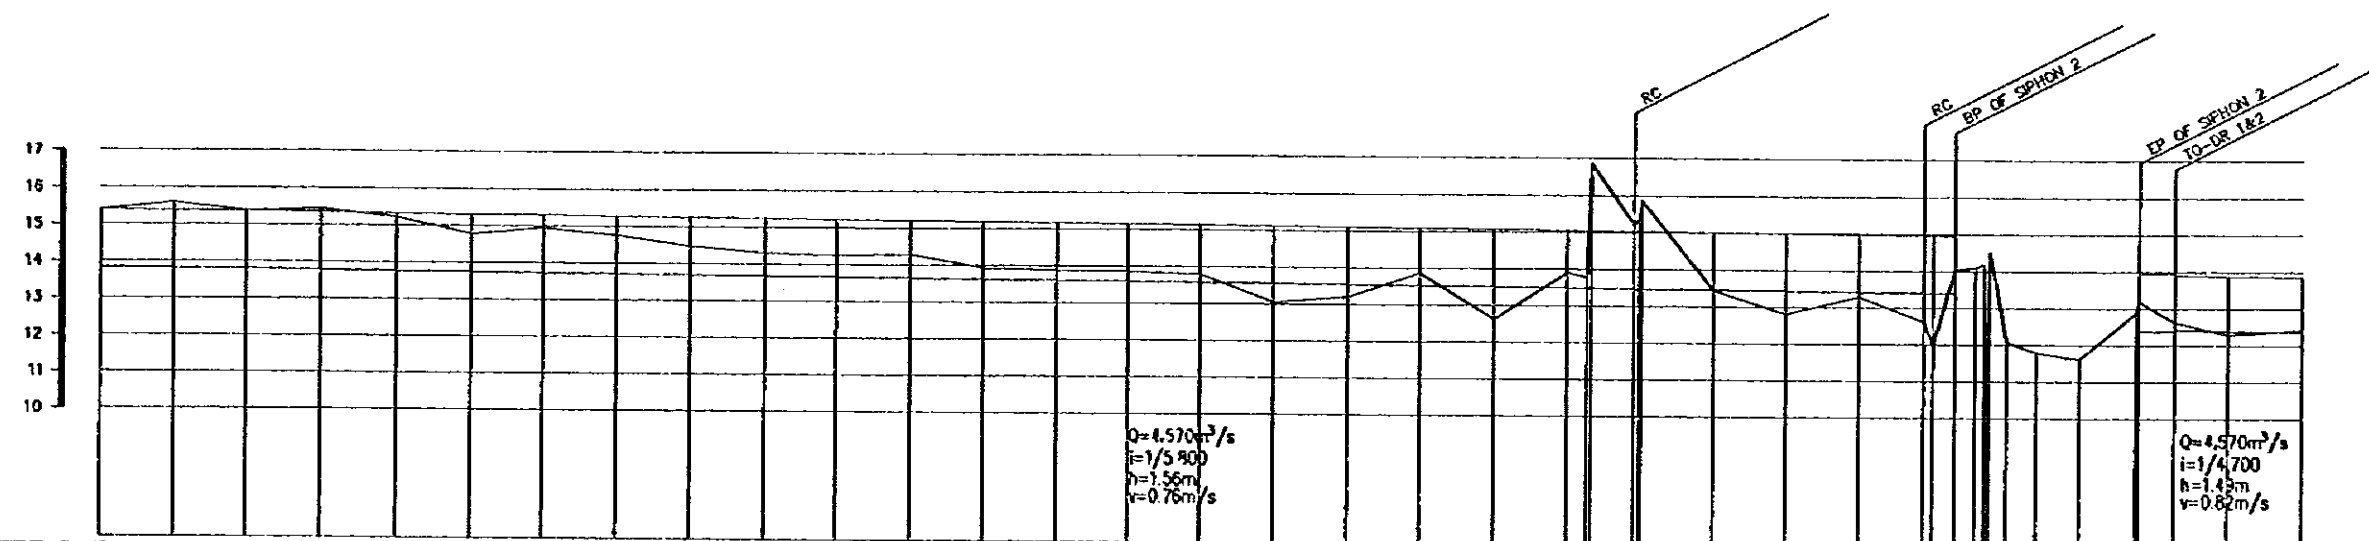 RC
RC
BP OF SIPHON 2
EP OF SIPHON 2
TO-DR 1&2
17
16
15
14
13
12
11
10
Q=4.570m³/s
i=1/5 800
h=1.56m
v=0.76m/s
Q=4.570m³/s
i=1/4,700
h=1.49m
v=0.82m/s